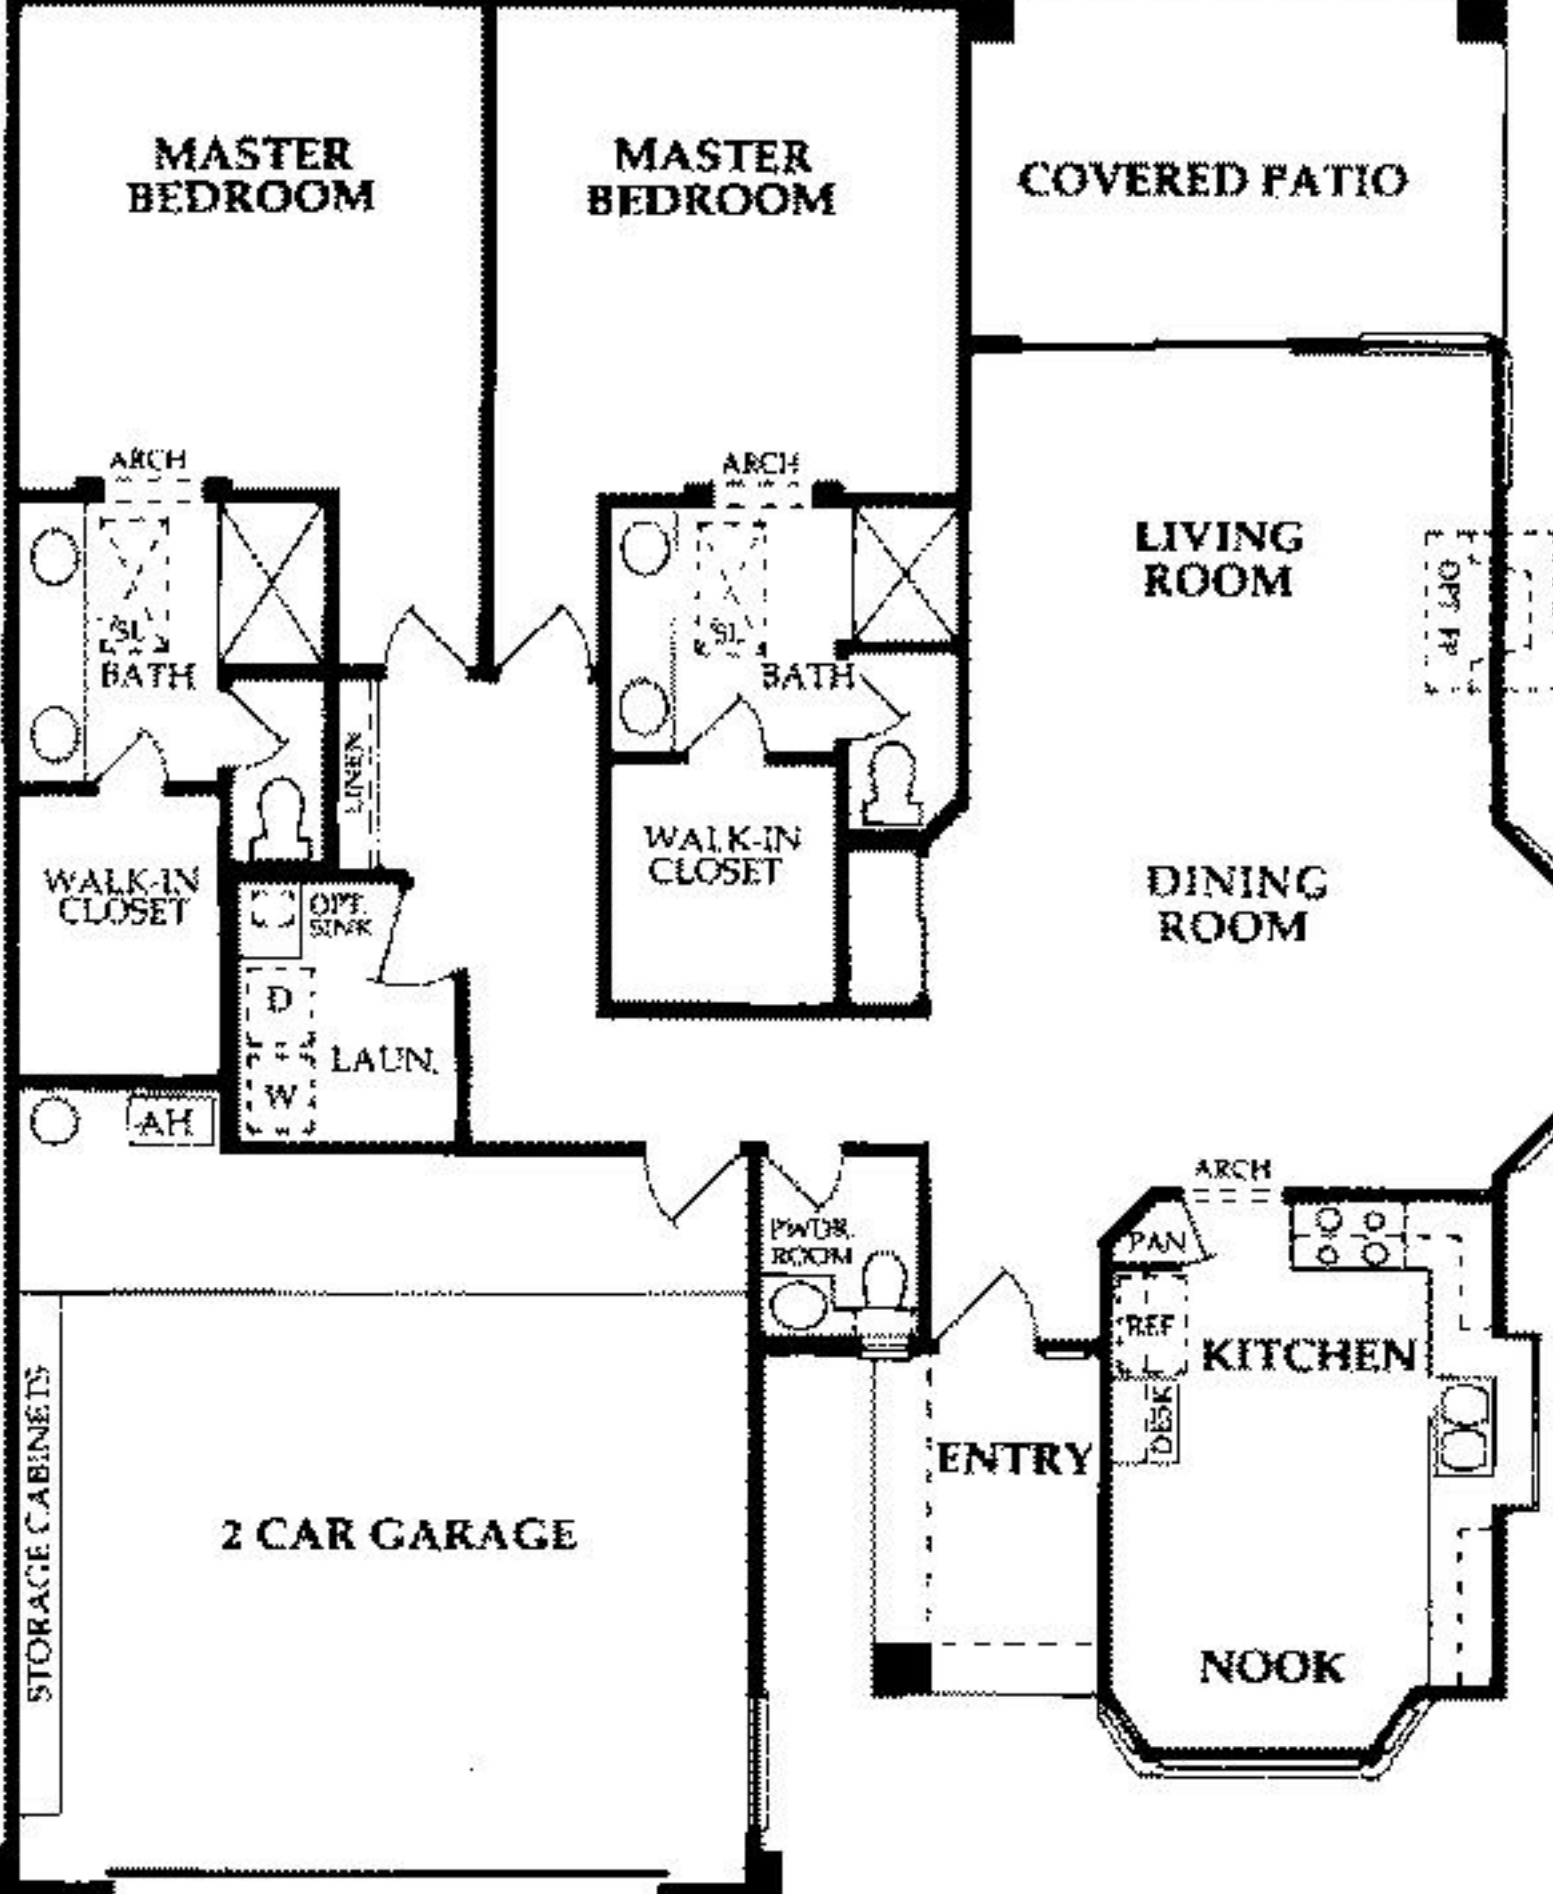 MASTER
BEDROOM
MASTER
BEDROOM
COVERED PATIO
ARCH
ARCH
LIVING
ROOM
OPT
FP
SL
BATH
SL
BATH
LINEN
WALK-IN
CLOSET
WALK-IN
CLOSET
DINING
ROOM
OPT.
SINK
D
LAUN.
W
AH
ARCH
PWDR.
ROOM
PAN
REF
KITCHEN
DESK
ENTRY
STORAGE CABINETS
2 CAR GARAGE
NOOK